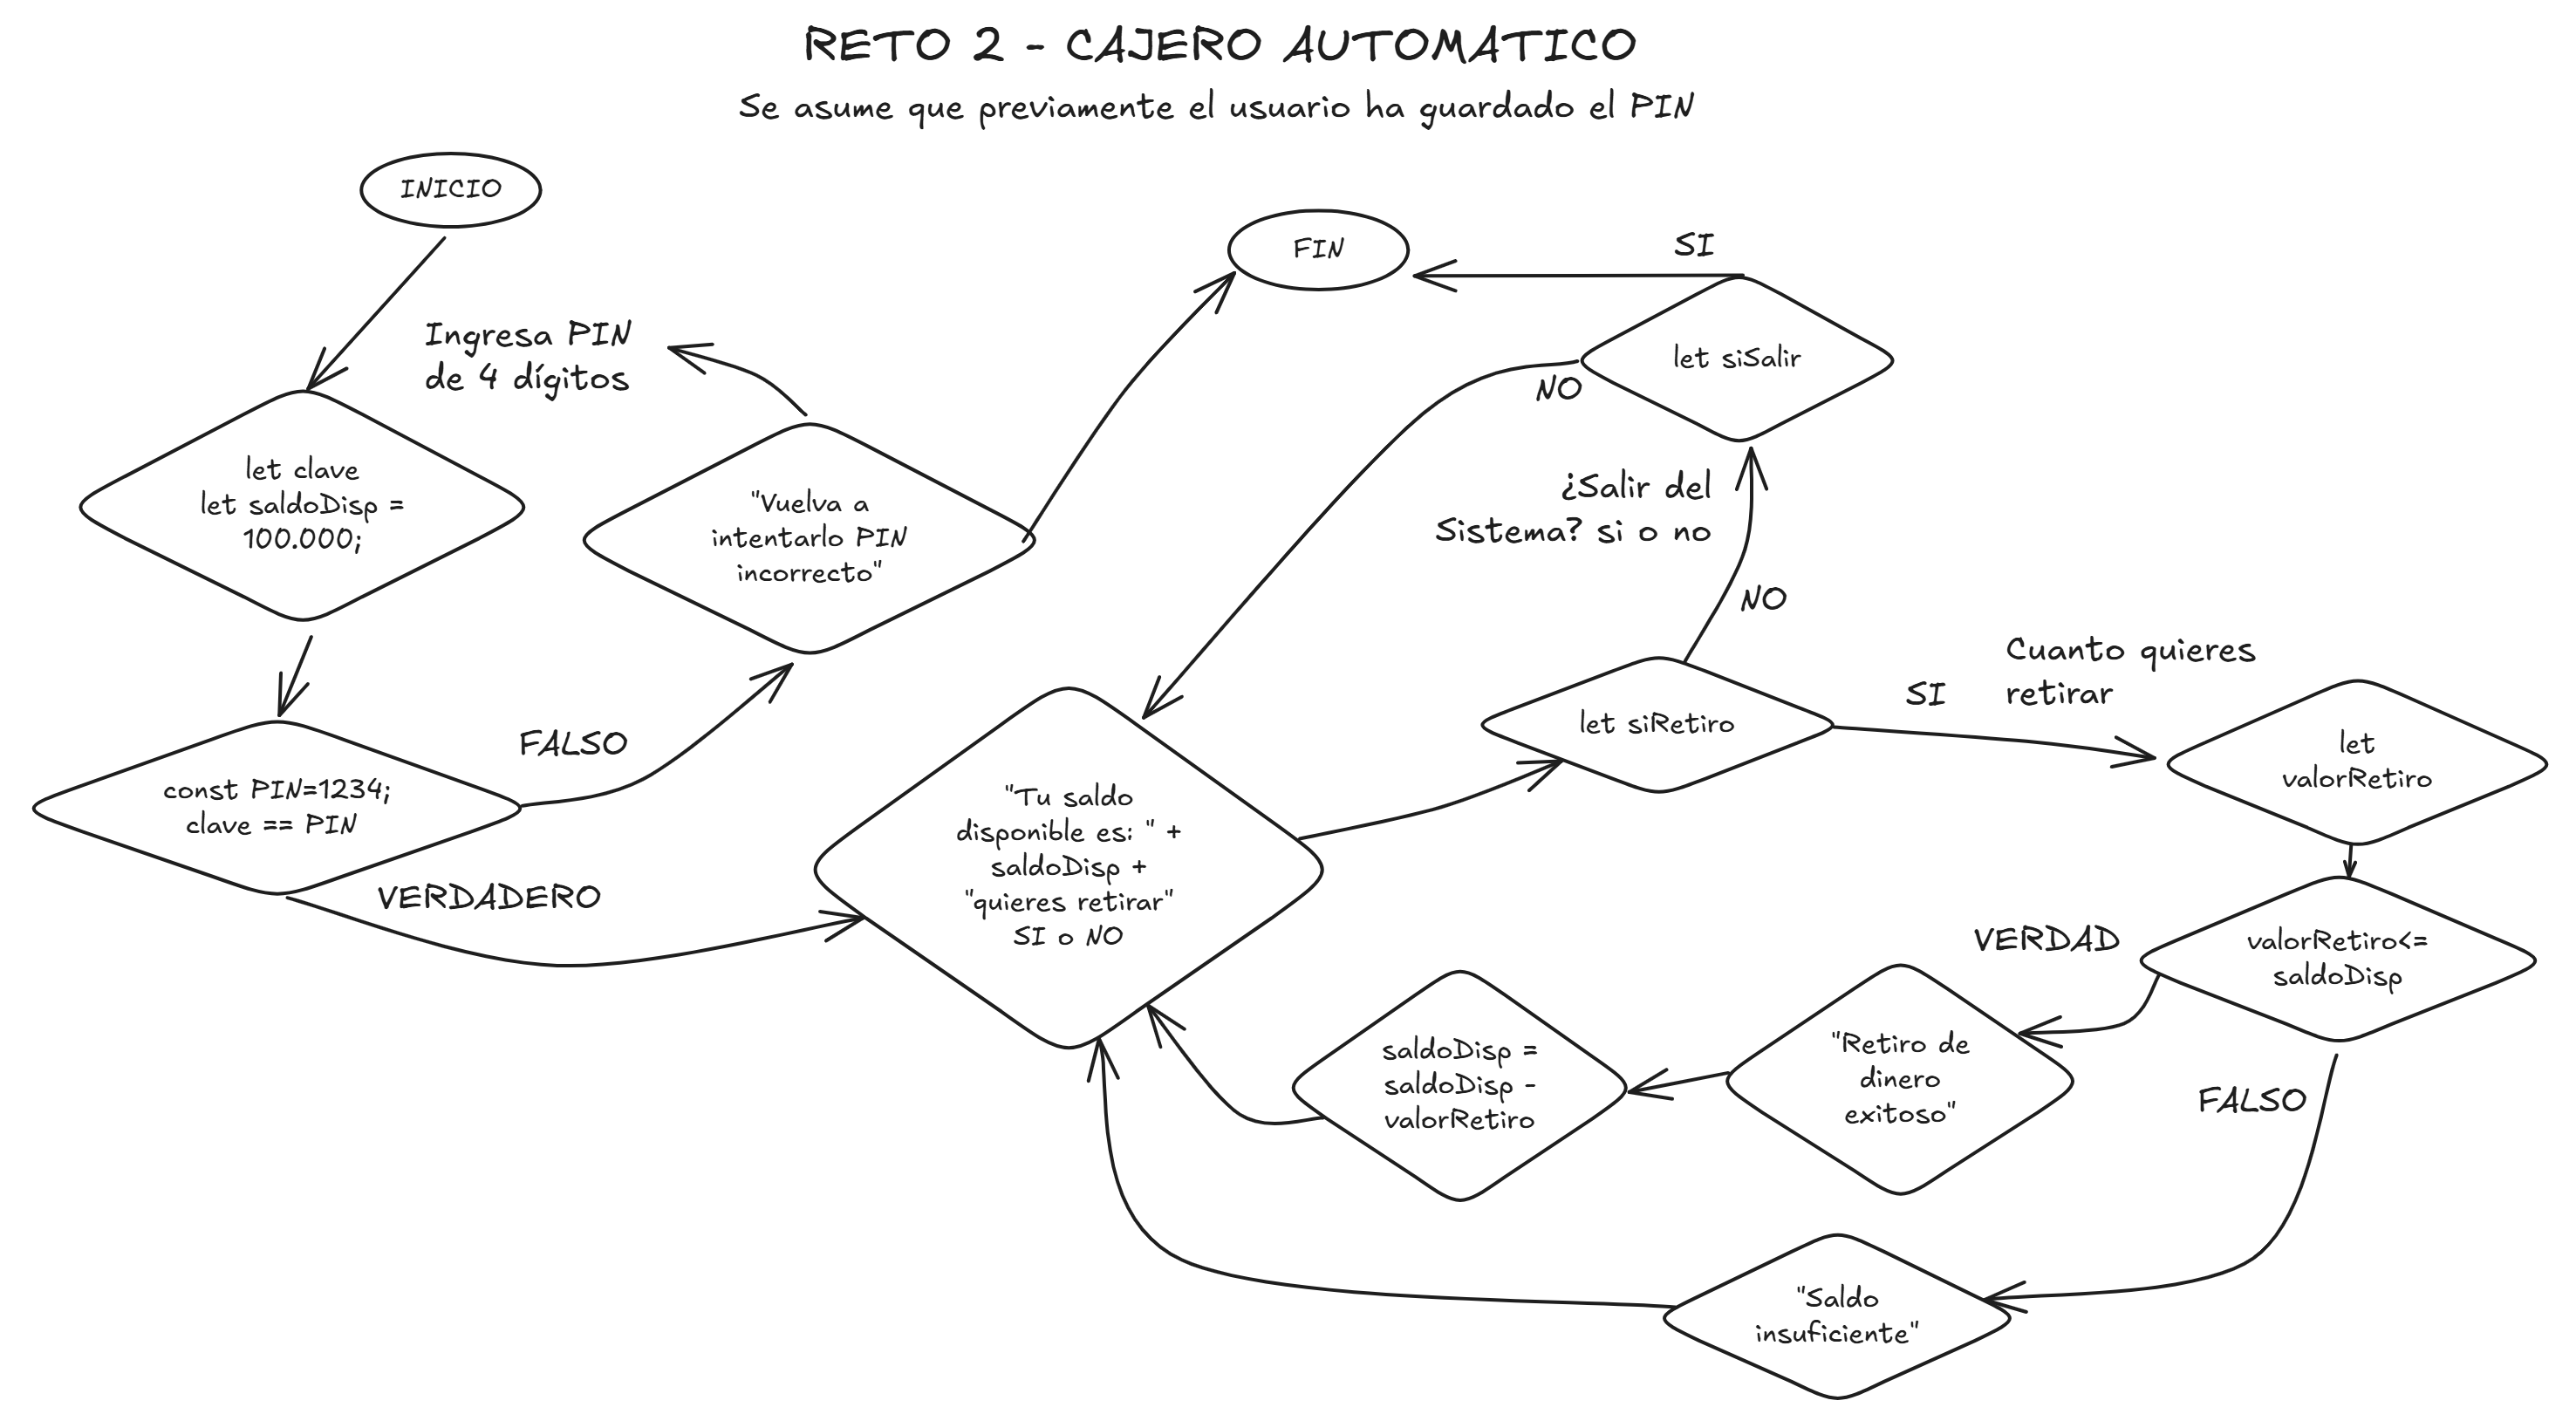 RETO 2 - CAJERO AUTOMATICO
Se asume que previamente el usuario ha guardado el PIN
INICIO
Ingresa PIN
de 4 dígitos
let clave
let saldoDisp =
100.000;
const PIN=1234;
clave == PIN
FALSO
"Vuelva a
intentarlo PIN
incorrecto"
VERDADERO
FIN
SI
let siSalir
NO
¿Salir del
Sistema? si o no
NO
"Tu saldo
disponible es: " +
saldoDisp +
"quieres retirar"
SI o NO
let siRetiro
SI
Cuanto quieres
retirar
let
valorRetiro
valorRetiro<=
saldoDisp
VERDAD
"Retiro de
dinero
exitoso"
saldoDisp =
saldoDisp -
valorRetiro
FALSO
"Saldo
insuficiente"